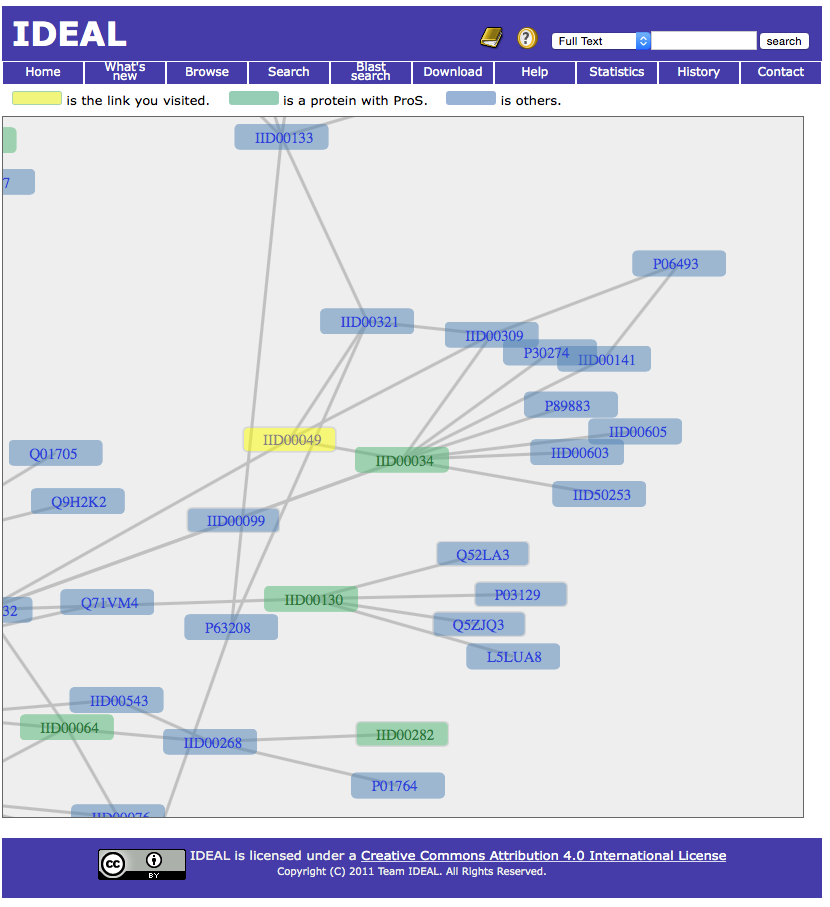 IDEAL
Full Text
search
Home
What's new
Browse
Search
Blast search
Download
Help
Statistics
History
Contact
is the link you visited.
is a protein with ProS.
is others.
IID00133
7
P06493
IID00321
IID00309
P30274
IID00141
P89883
IID00605
IID00049
Q01705
IID00034
IID00603
Q9H2K2
IID50253
IID00099
Q52LA3
32
Q71VM4
IID00130
P03129
P63208
Q5ZJQ3
L5LUA8
IID00543
IID00064
IID00268
IID00282
P01764
IID00076
IDEAL is licensed under a Creative Commons Attribution 4.0 International License
BY
Copyright (C) 2011 Team IDEAL. All Rights Reserved.